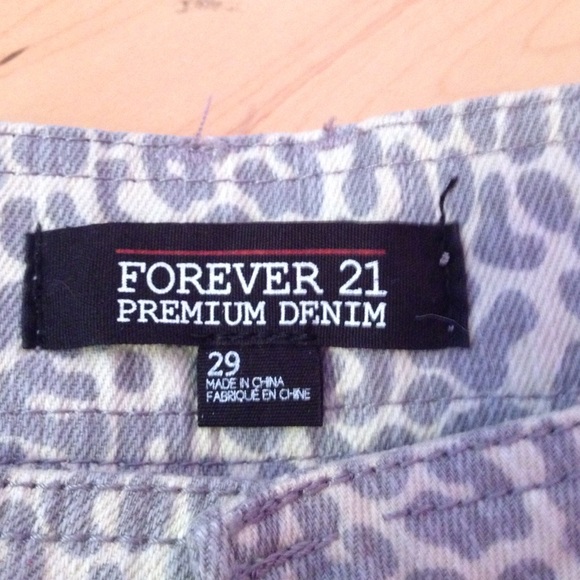 FOREVER 21
PREMIUM DENIM
29
MADE IN CHINA
FABRIQUÉ EN CHINE